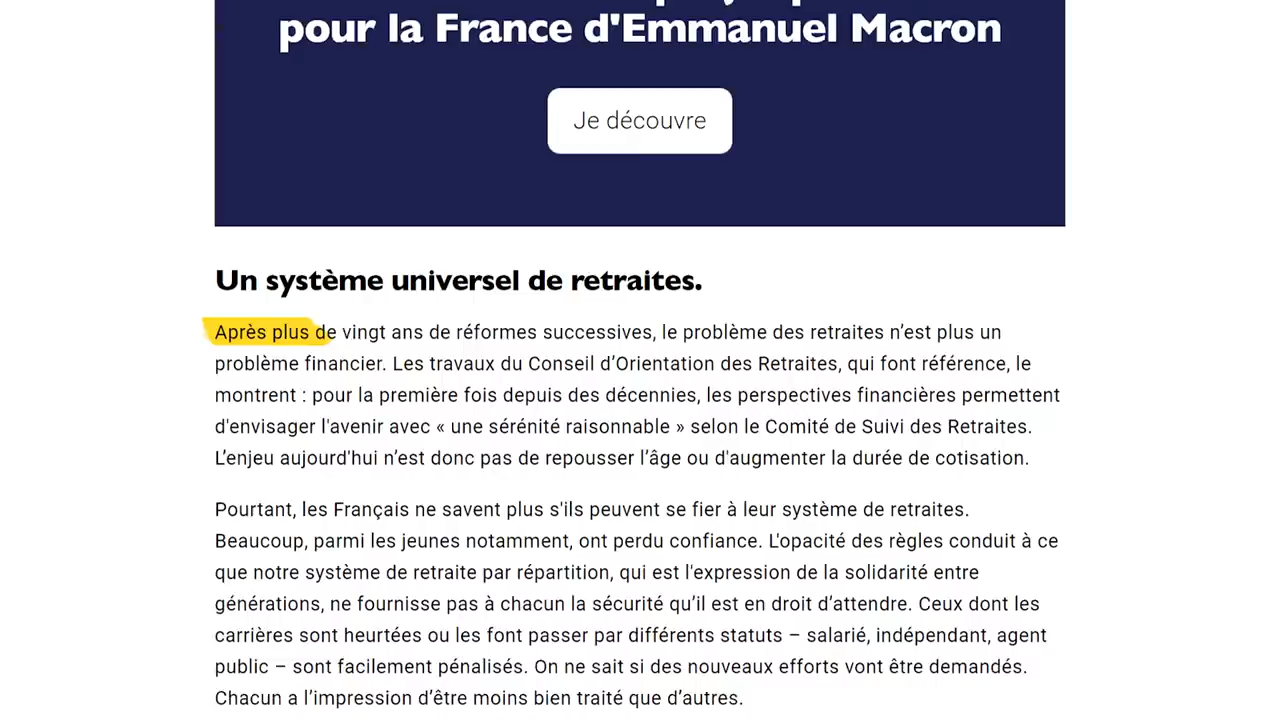 pour la France d'Emmanuel Macron
Je découvre
Un système universel de retraites.
Après plus de vingt ans de réformes successives, le problème des retraites n’est plus un
problème financier. Les travaux du Conseil d’Orientation des Retraites, qui font référence, le
montrent : pour la première fois depuis des décennies, les perspectives financières permettent
d'envisager l'avenir avec « une sérénité raisonnable » selon le Comité de Suivi des Retraites.
L’enjeu aujourd'hui n’est donc pas de repousser l’âge ou d'augmenter la durée de cotisation.
Pourtant, les Français ne savent plus s'ils peuvent se fier à leur système de retraites.
Beaucoup, parmi les jeunes notamment, ont perdu confiance. L'opacité des règles conduit à ce
que notre système de retraite par répartition, qui est l'expression de la solidarité entre
générations, ne fournisse pas à chacun la sécurité qu’il est en droit d’attendre. Ceux dont les
carrières sont heurtées ou les font passer par différents statuts – salarié, indépendant, agent
public – sont facilement pénalisés. On ne sait si des nouveaux efforts vont être demandés.
Chacun a l’impression d’être moins bien traité que d’autres.